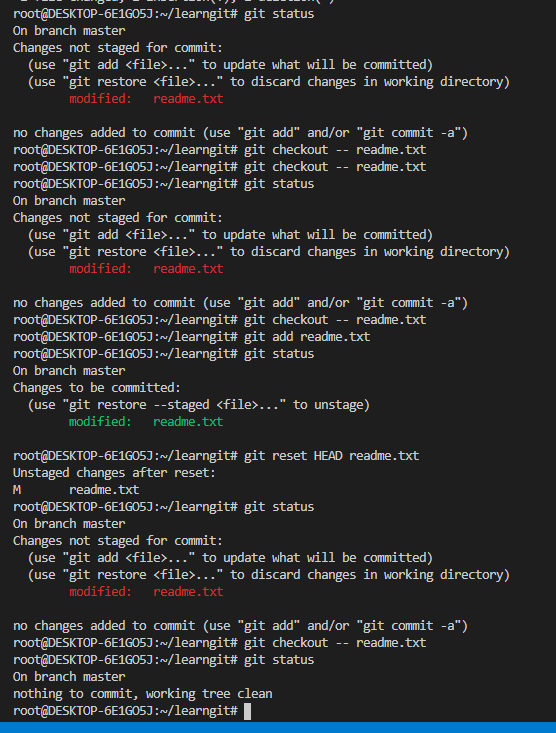 root@DESKTOP-6E1GO5J:~/learngit# git status
On branch master
Changes not staged for commit:
  (use "git add <file>..." to update what will be committed)
  (use "git restore <file>..." to discard changes in working directory)
        modified:   readme.txt

no changes added to commit (use "git add" and/or "git commit -a")
root@DESKTOP-6E1GO5J:~/learngit# git checkout -- readme.txt
root@DESKTOP-6E1GO5J:~/learngit# git checkout -- readme.txt
root@DESKTOP-6E1GO5J:~/learngit# git status
On branch master
Changes not staged for commit:
  (use "git add <file>..." to update what will be committed)
  (use "git restore <file>..." to discard changes in working directory)
        modified:   readme.txt

no changes added to commit (use "git add" and/or "git commit -a")
root@DESKTOP-6E1GO5J:~/learngit# git checkout -- readme.txt
root@DESKTOP-6E1GO5J:~/learngit# git add readme.txt
root@DESKTOP-6E1GO5J:~/learngit# git status
On branch master
Changes to be committed:
  (use "git restore --staged <file>..." to unstage)
        modified:   readme.txt

root@DESKTOP-6E1GO5J:~/learngit# git reset HEAD readme.txt
Unstaged changes after reset:
M       readme.txt
root@DESKTOP-6E1GO5J:~/learngit# git status
On branch master
Changes not staged for commit:
  (use "git add <file>..." to update what will be committed)
  (use "git restore <file>..." to discard changes in working directory)
        modified:   readme.txt

no changes added to commit (use "git add" and/or "git commit -a")
root@DESKTOP-6E1GO5J:~/learngit# git checkout -- readme.txt
root@DESKTOP-6E1GO5J:~/learngit# git status
On branch master
nothing to commit, working tree clean
root@DESKTOP-6E1GO5J:~/learngit#